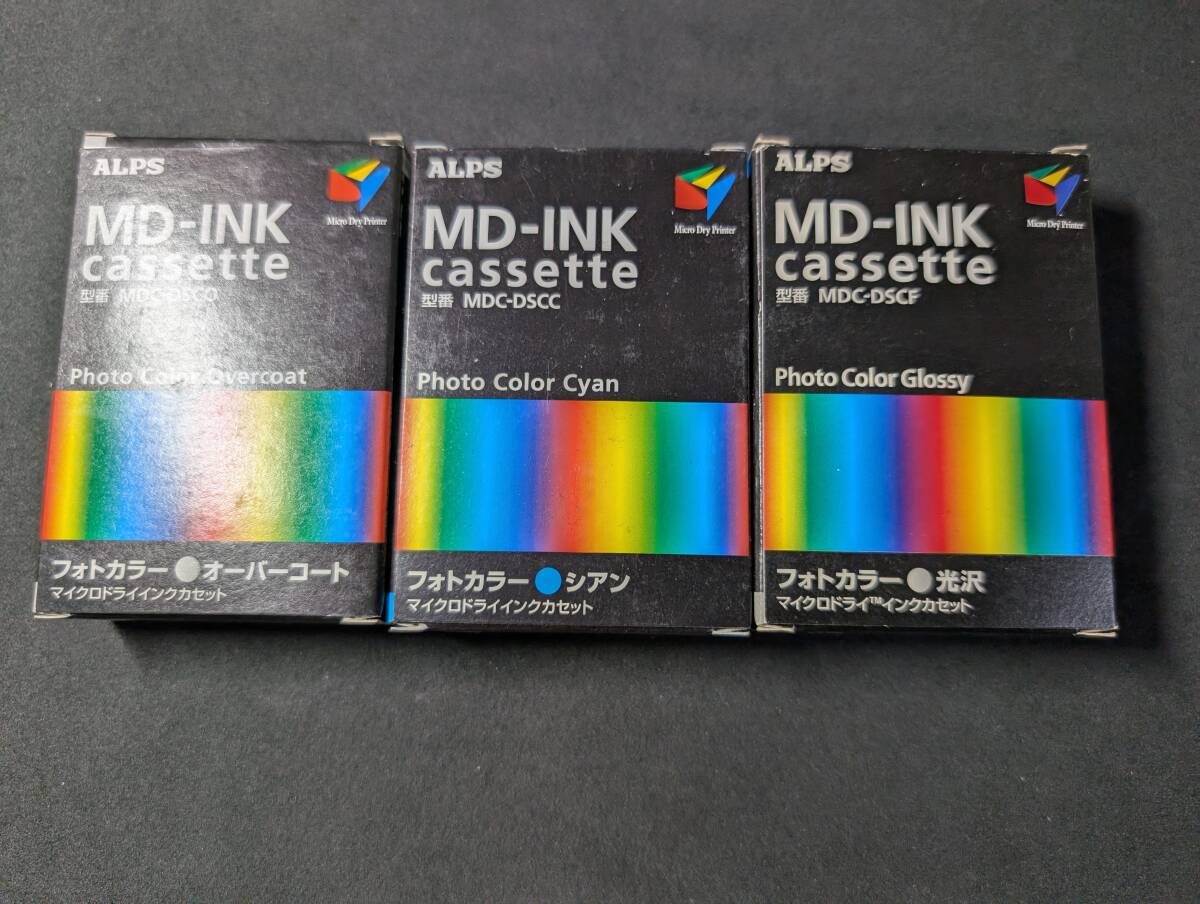 ALPS
Micro Dry Printer
MD-INK
cassette
型番 MDC-DSCO
Photo Color Overcoat
フォトカラー オーバーコート
マイクロドライインクカセット
ALPS
Micro Dry Printer
MD-INK
cassette
型番 MDC-DSCC
Photo Color Cyan
フォトカラー シアン
マイクロドライインクカセット
ALPS
Micro Dry Printer
MD-INK
cassette
型番 MDC-DSCF
Photo Color Glossy
フォトカラー 光沢
マイクロドライ™インクカセット